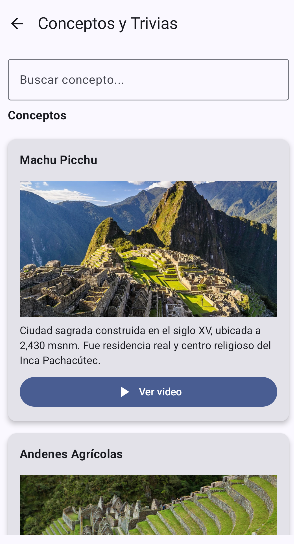 Conceptos y Trivias
Buscar concepto...
Conceptos
Machu Picchu
Ciudad sagrada construida en el siglo XV, ubicada a
2,430 msnm. Fue residencia real y centro religioso del
Inca Pachacútec.
Ver video
Andenes Agrícolas